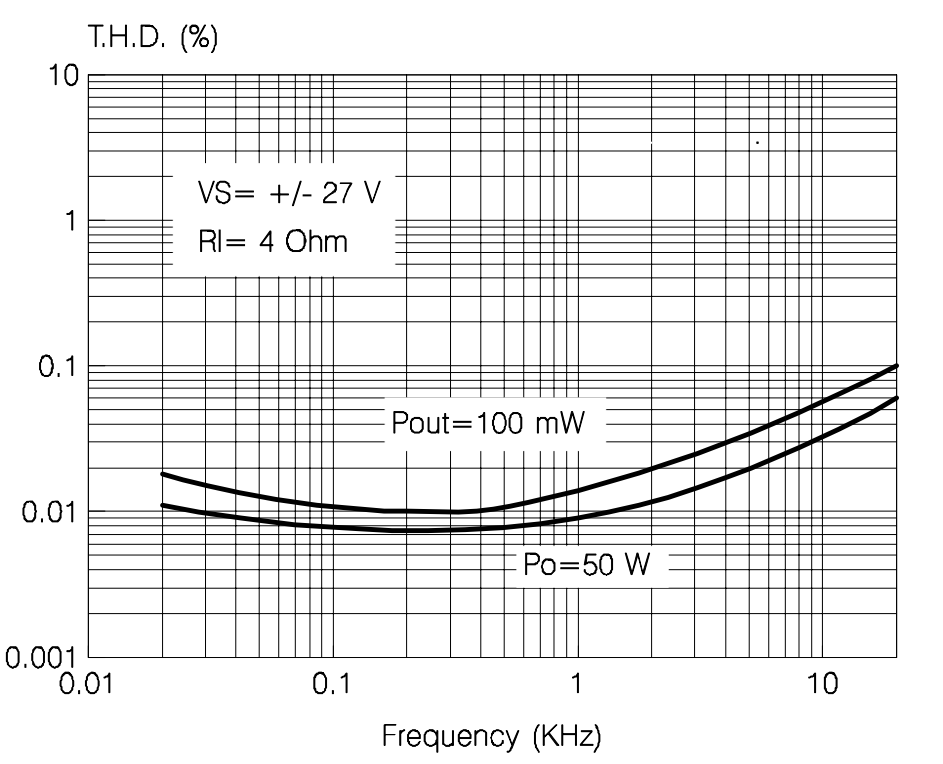 T.H.D. (%)
10
VS= +/- 27 V
1
Rl= 4 Ohm
0.1
Pout=100 mW
0.01
Po=50 W
0.001
0.01 0.1 1 10
Frequency (KHz)